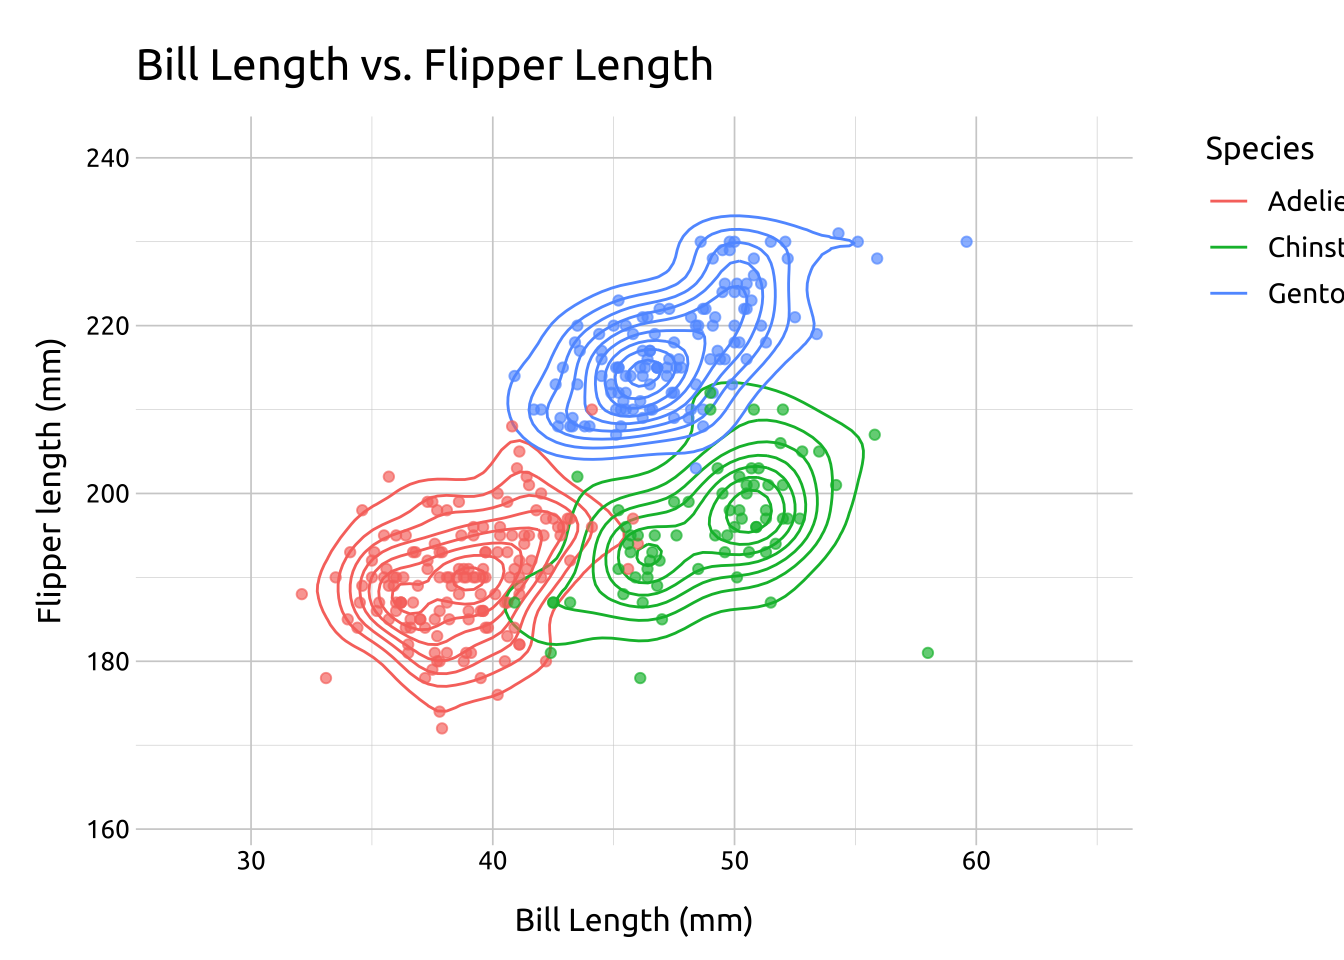 Bill Length vs. Flipper Length
Species
Adelie
Chinst
Gento
Flipper length (mm)
240
220
200
180
160
30 40 50 60
Bill Length (mm)